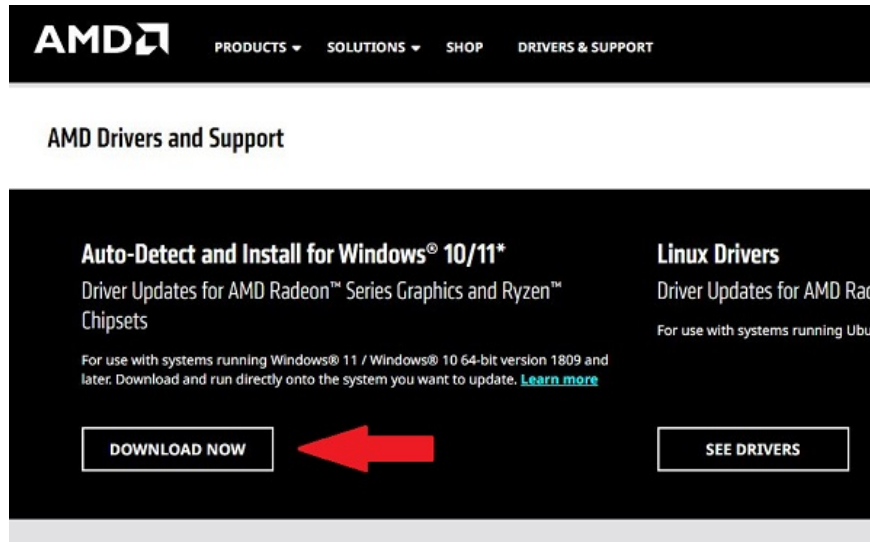 AMD
PRODUCTS SOLUTIONS SHOP DRIVERS & SUPPORT
AMD Drivers and Support
Auto-Detect and Install for Windows® 10/11*
Driver Updates for AMD Radeon™ Series Graphics and Ryzen™
Chipsets
For use with systems running Windows® 11 / Windows® 10 64-bit version 1809 and
later. Download and run directly onto the system you want to update. Learn more
DOWNLOAD NOW
Linux Drivers
Driver Updates for AMD Rad
For use with systems running Ubu
SEE DRIVERS